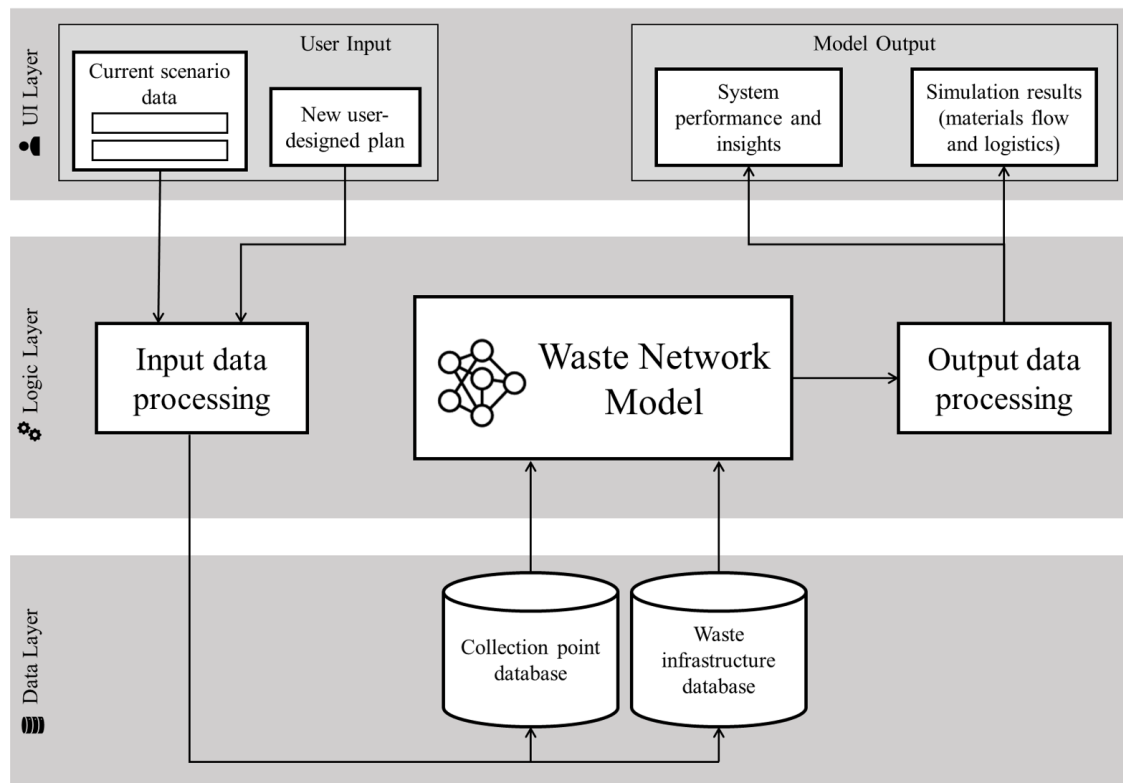 UI Layer
User Input
Current scenario
data
New user-
designed plan
Model Output
System
performance and
insights
Simulation results
(materials flow
and logistics)
Logic Layer
Input data
processing
Waste Network
Model
Output data
processing
Data Layer
Collection point
database
Waste
infrastructure
database